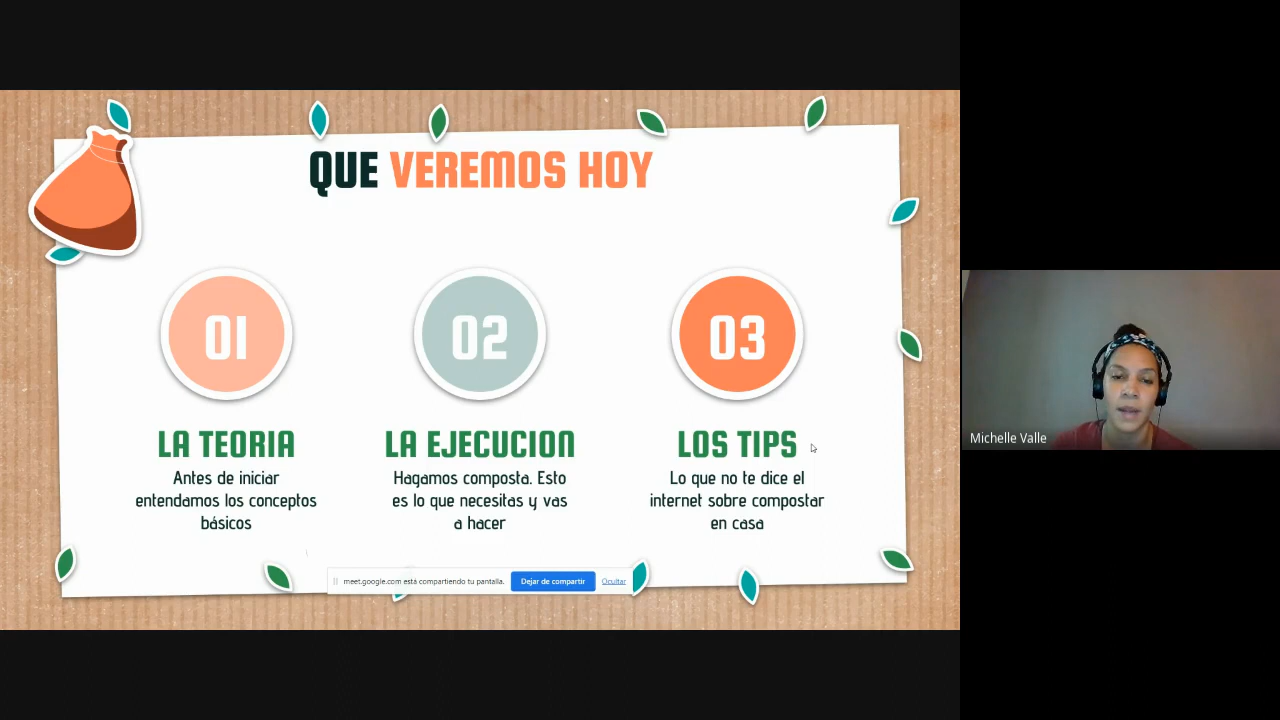 QUE VEREMOS HOY
01
02
03
LA TEORIA
Antes de iniciar
entendamos los conceptos
básicos
LA EJECUCION
Hagamos composta. Esto
es lo que necesitas y vas
a hacer
LOS TIPS
Lo que no te dice el
internet sobre compostar
en casa
meet.google.com está compartiendo tu pantalla. Dejar de compartir Ocultar
Michelle Valle